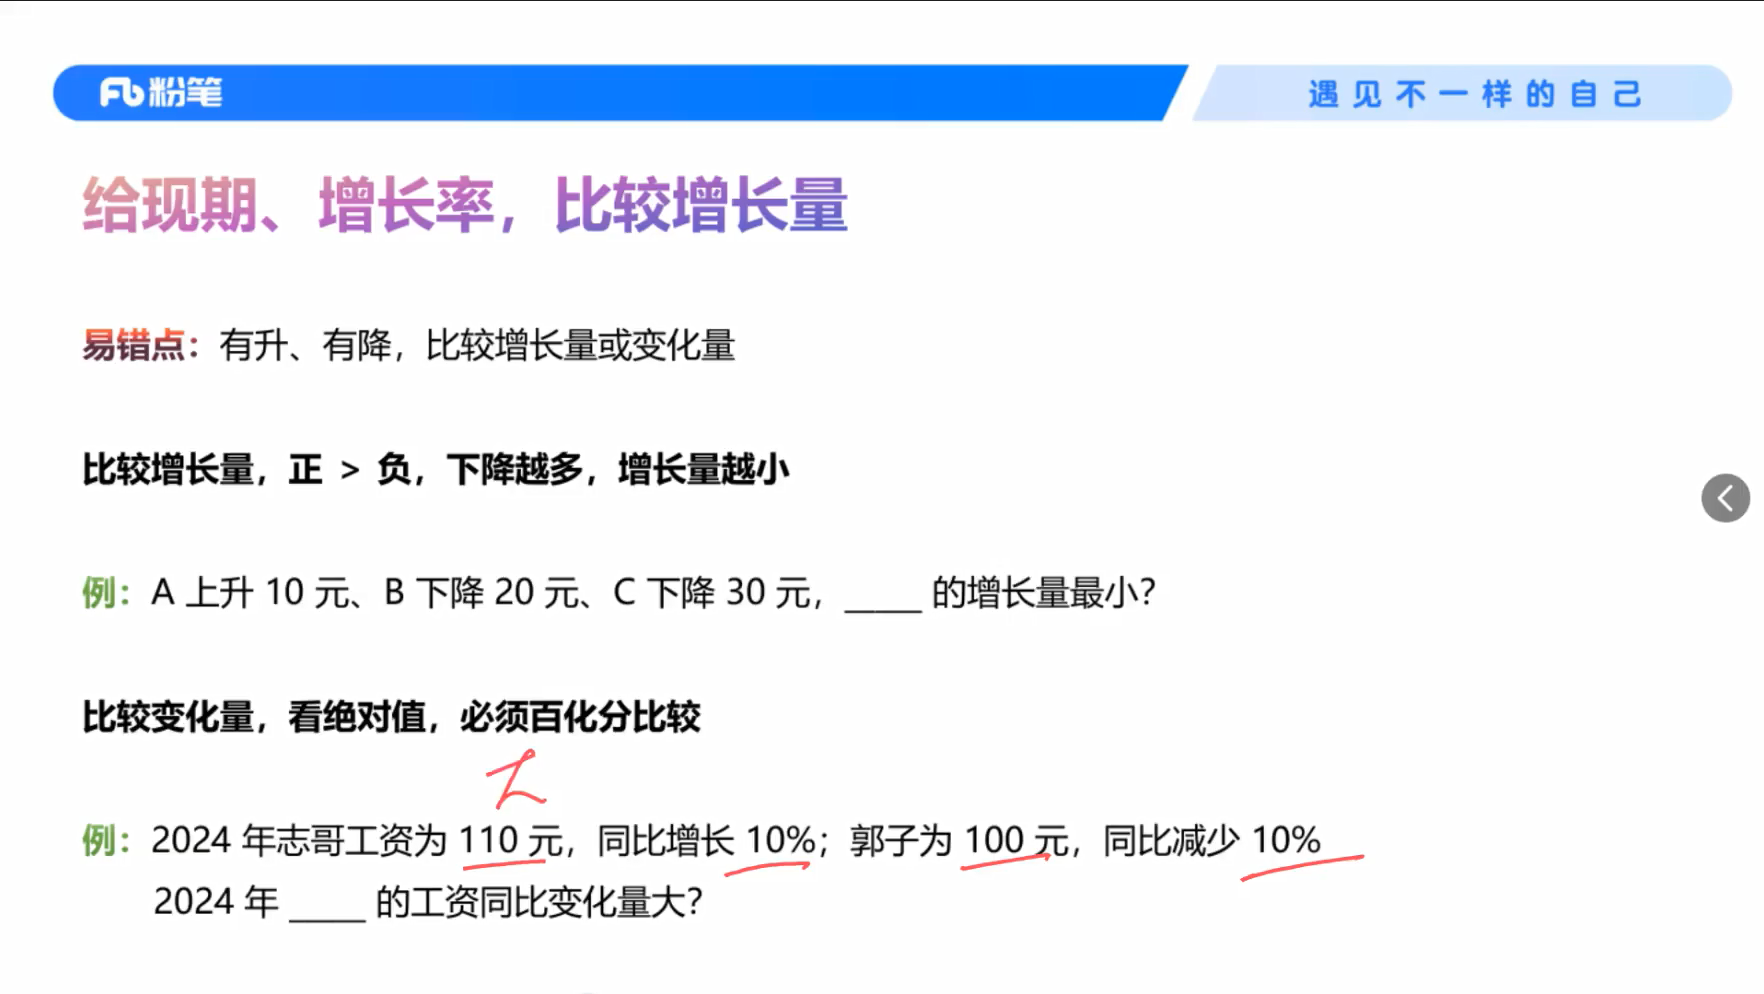 粉笔
遇见不一样的自己
给现期、增长率，比较增长量
易错点：有升、有降，比较增长量或变化量
比较增长量，正 > 负，下降越多，增长量越小
例：A 上升 10 元、B 下降 20 元、C 下降 30 元，____ 的增长量最小？
比较变化量，看绝对值，必须百化分比较
例：2024 年志哥工资为 110 元，同比增长 10%；郭子为 100 元，同比减少 10%
2024 年 ____ 的工资同比变化量大？